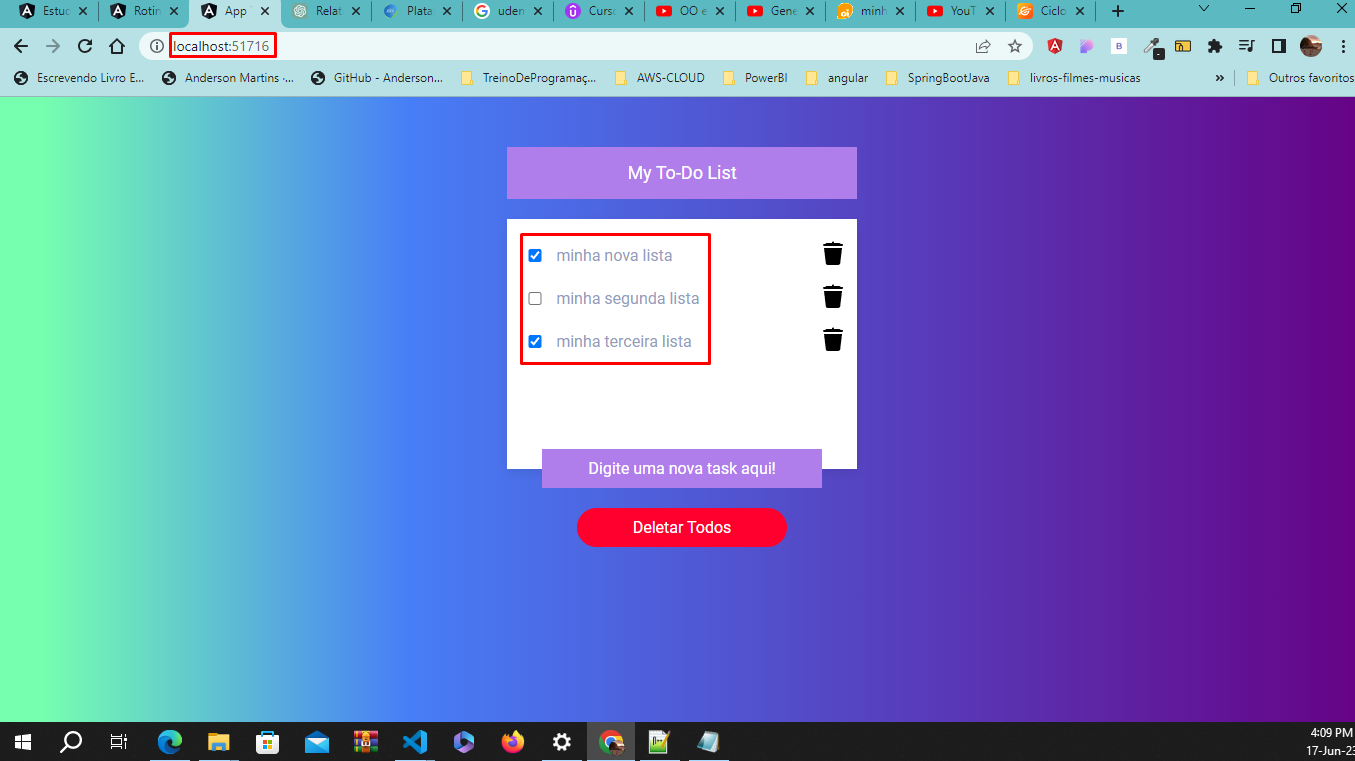 Estuc
Rotin
App
Relat
Plata
uden
Curso
OO e
Gene
minh
YouT
Ciclo
localhost:51716
Escrevendo Livro E...
Anderson Martins ·...
GitHub - Anderson...
TreinoDeProgramaç...
AWS-CLOUD
PowerBI
angular
SpringBootJava
livros-filmes-musicas
»
Outros favoritos
My To-Do List
minha nova lista
minha segunda lista
minha terceira lista
Digite uma nova task aqui!
Deletar Todos
4:09 PM
17-Jun-23